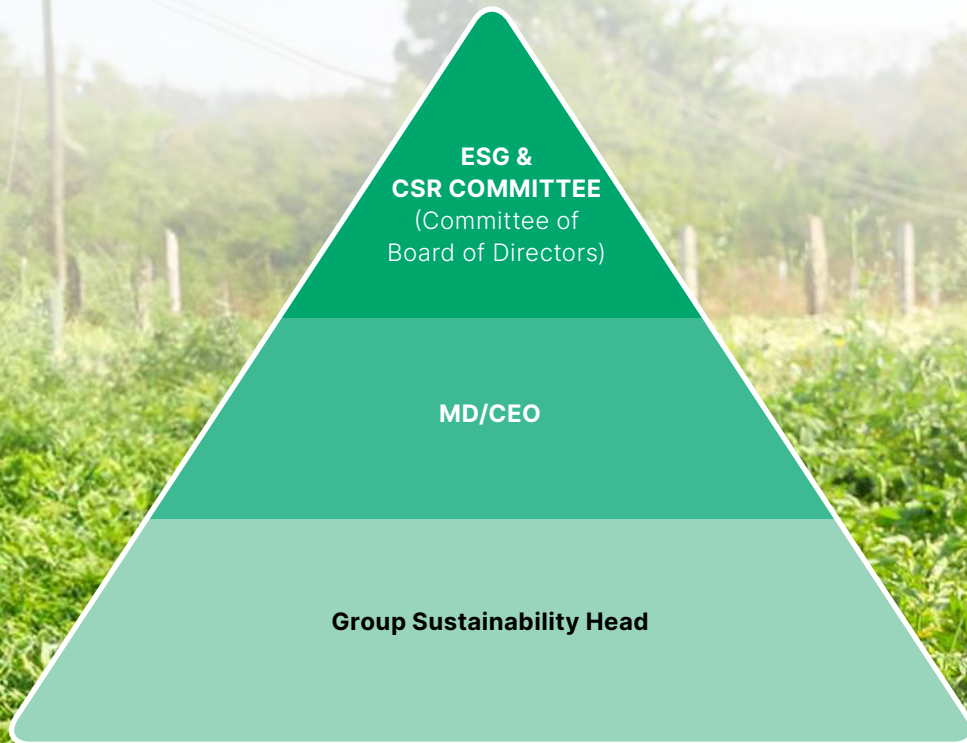 ESG &
CSR COMMITTEE
(Committee of
Board of Directors)
MD/CEO
Group Sustainability Head